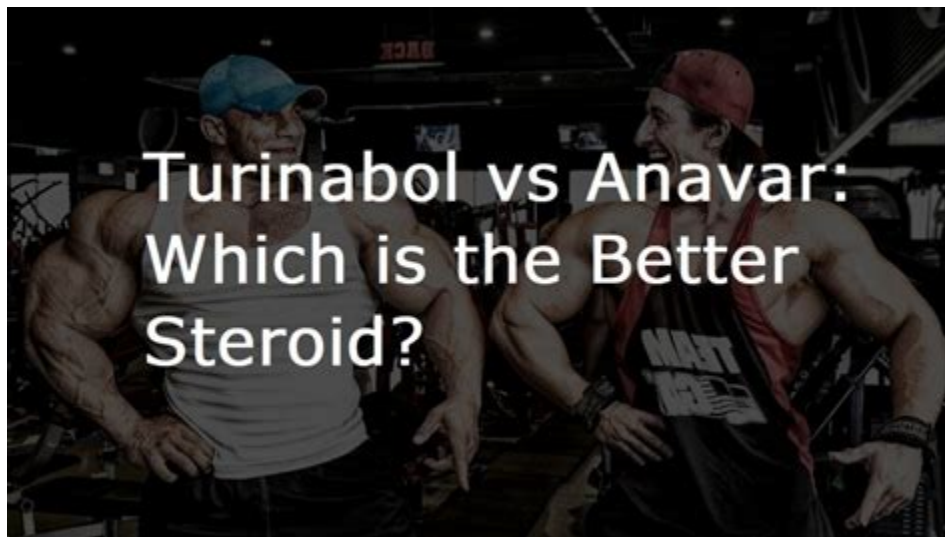 Turinabol vs Anavar:
Which is the Better
Steroid?